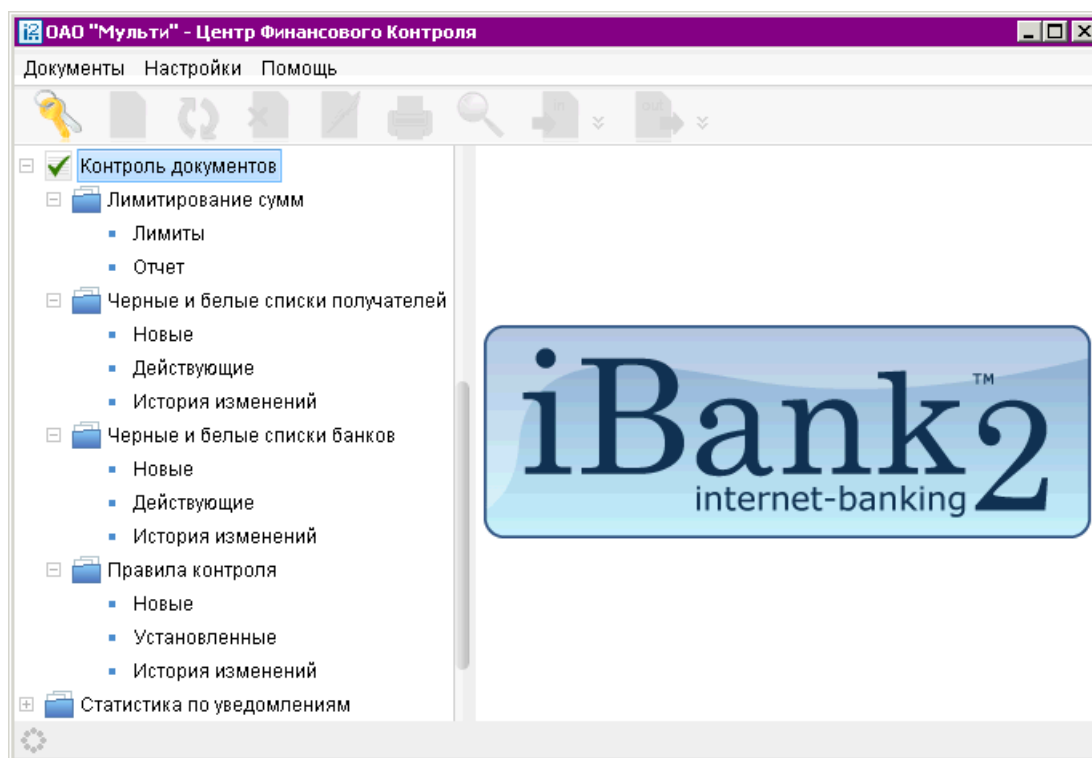 ОАО "Мульти" - Центр Финансового Контроля
Документы Настройки Помощь
in out
Контроль документов
Лимитирование сумм
Лимиты
Отчет
Черные и белые списки получателей
Новые
Действующие
История изменений
Черные и белые списки банков
Новые
Действующие
История изменений
Правила контроля
Новые
Установленные
История изменений
Статистика по уведомлениям
iBank2™
internet-banking